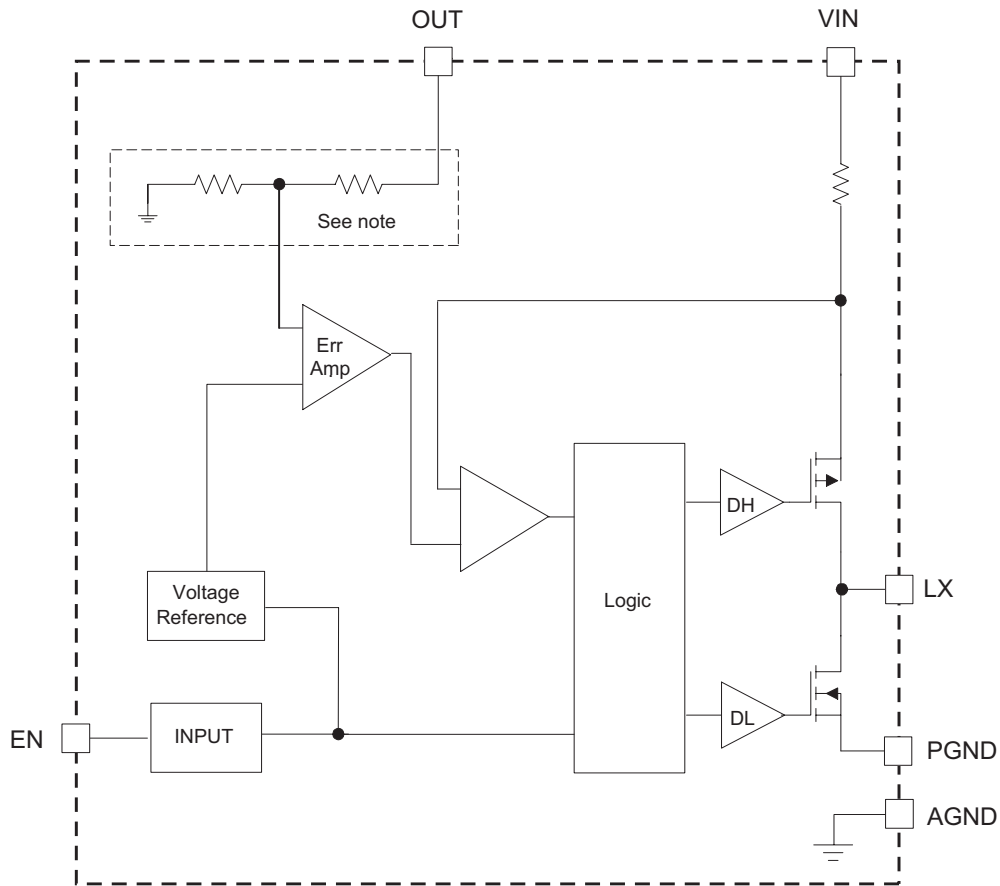 OUT
VIN
See note
Err
Amp
DH
Voltage
Reference
Logic
LX
EN
INPUT
DL
PGND
AGND